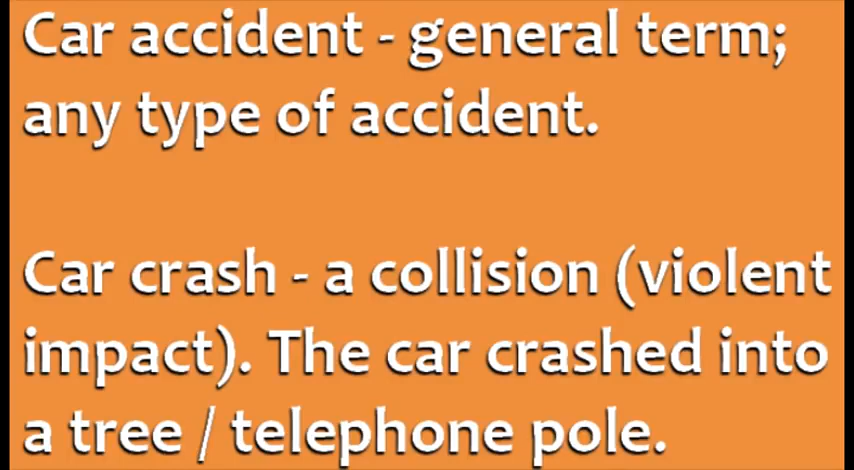 Car accident - general term;
any type of accident.
Car crash - a collision (violent
impact). The car crashed into
a tree / telephone pole.